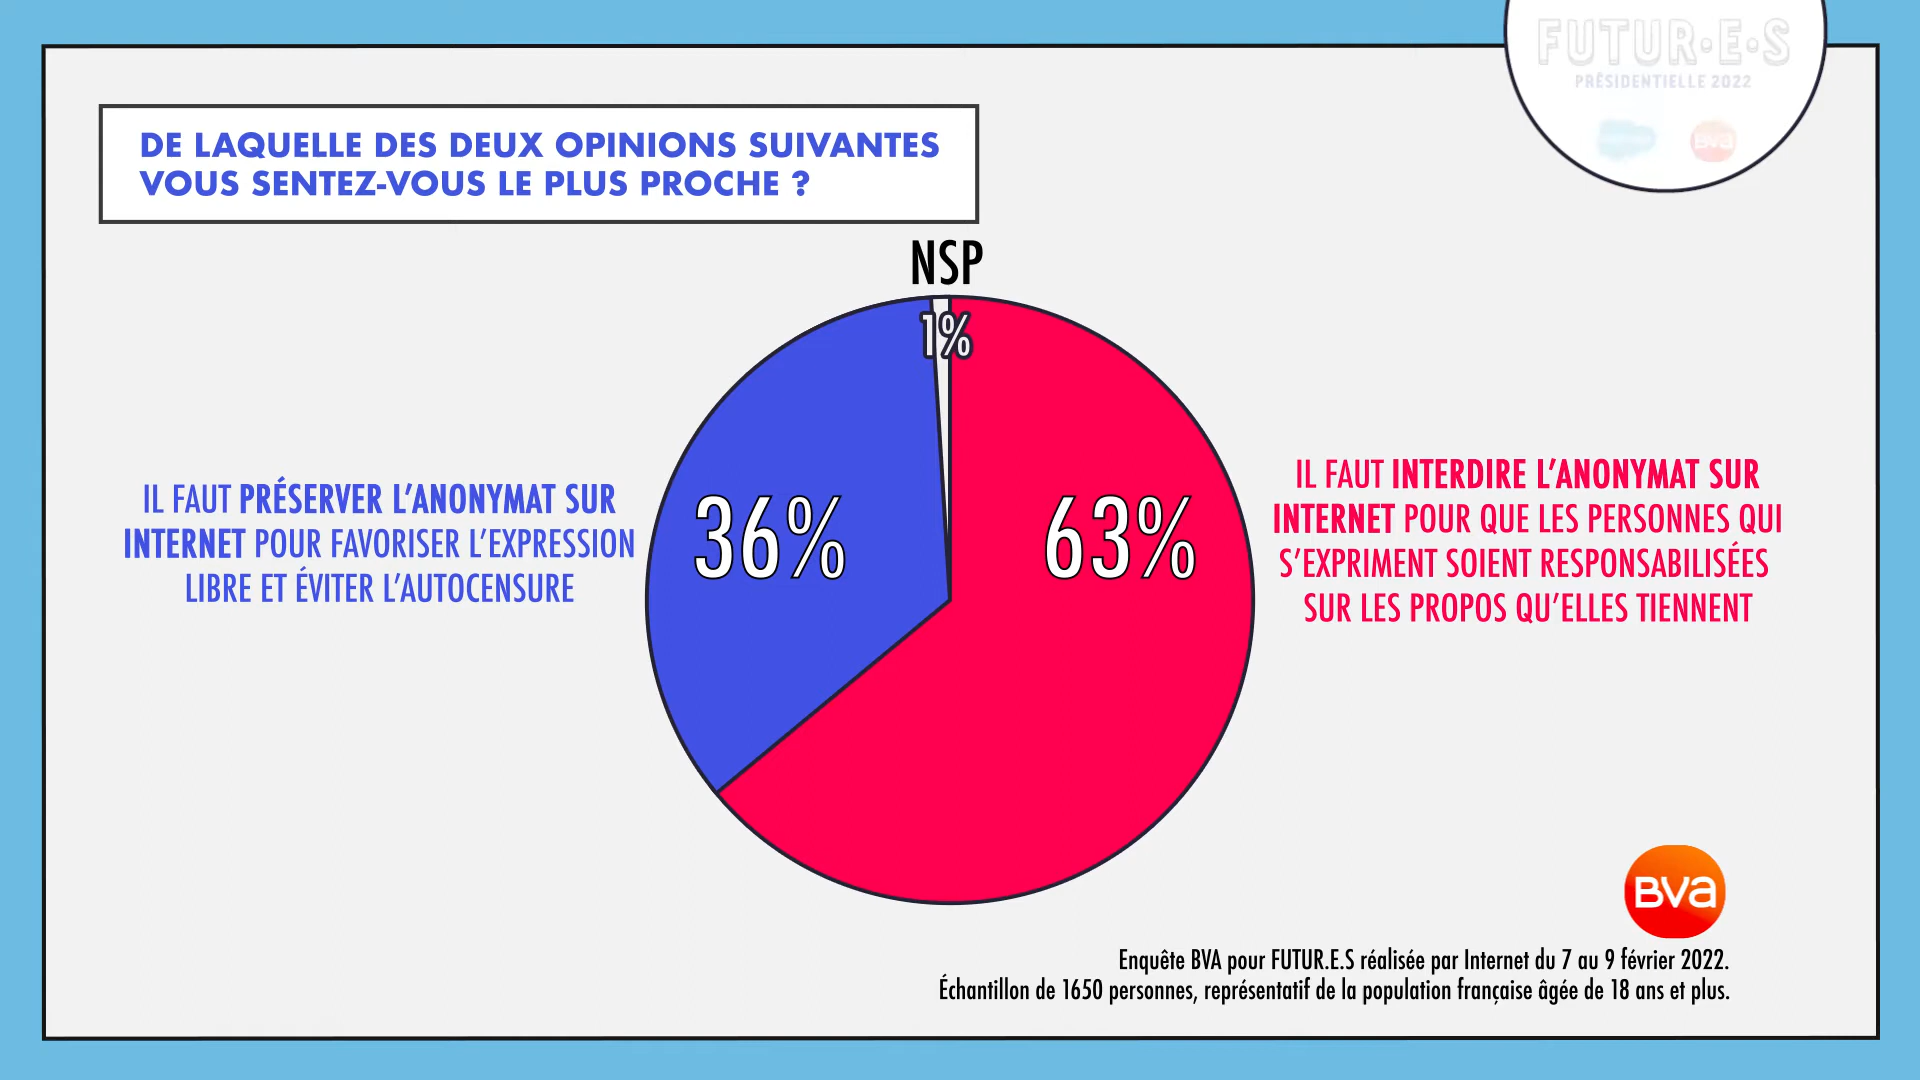 FUTUR•E•S
PRÉSIDENTIELLE 2022
BVA
DE LAQUELLE DES DEUX OPINIONS SUIVANTES
VOUS SENTEZ-VOUS LE PLUS PROCHE ?
NSP
1%
36%
63%
IL FAUT PRÉSERVER L’ANONYMAT SUR
INTERNET POUR FAVORISER L’EXPRESSION
LIBRE ET ÉVITER L’AUTOCENSURE
IL FAUT INTERDIRE L’ANONYMAT SUR
INTERNET POUR QUE LES PERSONNES QUI
S’EXPRIMENT SOIENT RESPONSABILISÉES
SUR LES PROPOS QU’ELLES TIENNENT
BVA
Enquête BVA pour FUTUR.E.S réalisée par Internet du 7 au 9 février 2022.
Échantillon de 1650 personnes, représentatif de la population française âgée de 18 ans et plus.